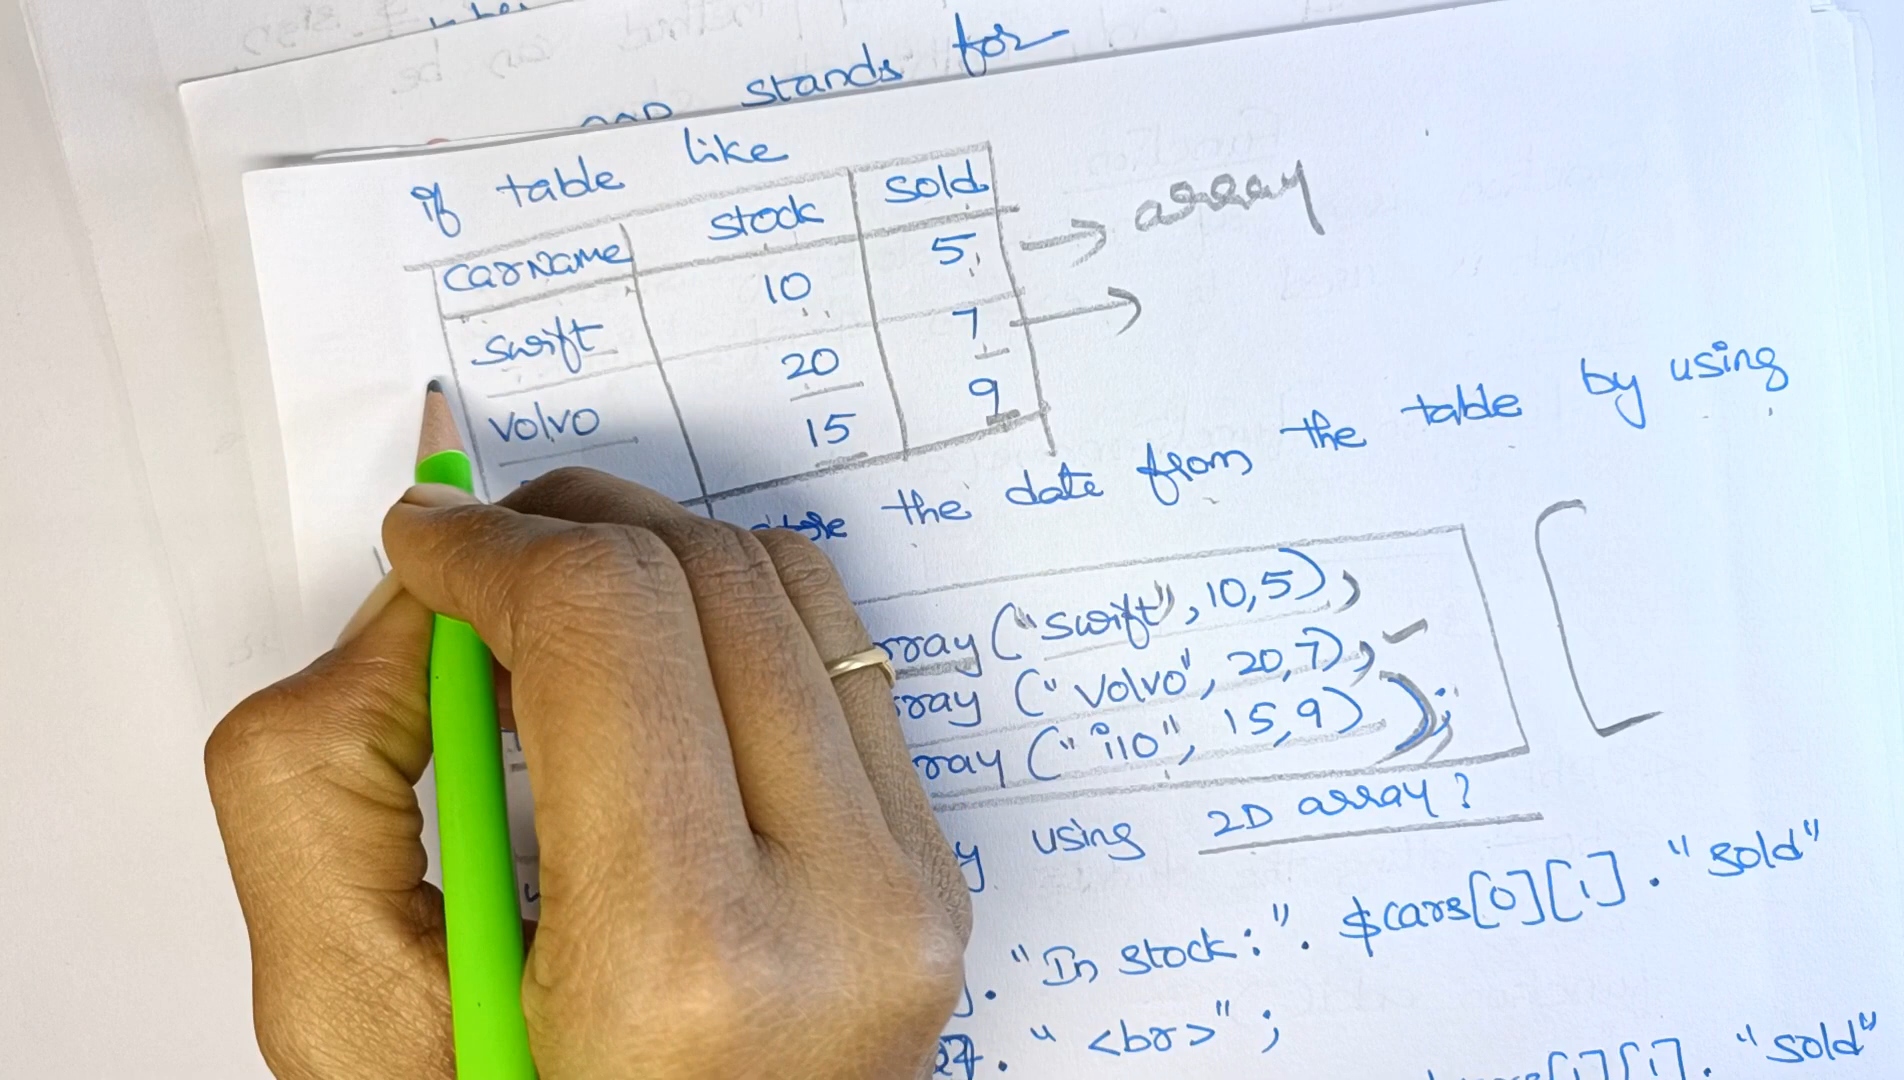 stands for
if table like
carname stock sold
swift 10 5
volvo 20 7
15 9
→ array
the date from the table by using
array ("swift", 10,5),
array ("volvo", 20,7),
array ("i10", 15,9) );
using 2D array?
. "In stock:". $cars[0][1] . "sold"
. "<br>" ;
[1][1]. "sold"